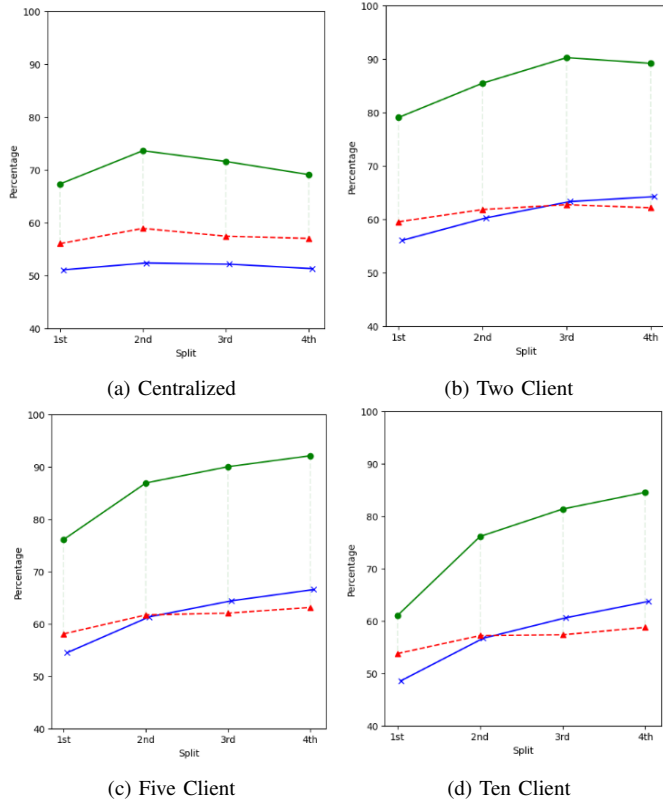 100
90
80
70
60
50
40
Percentage
1st
2nd
3rd
4th
Split
(a) Centralized
100
90
80
70
60
50
40
Percentage
1st
2nd
3rd
4th
Split
(b) Two Client
100
90
80
70
60
50
40
Percentage
1st
2nd
3rd
4th
Split
(c) Five Client
100
90
80
70
60
50
40
Percentage
1st
2nd
3rd
4th
Split
(d) Ten Client